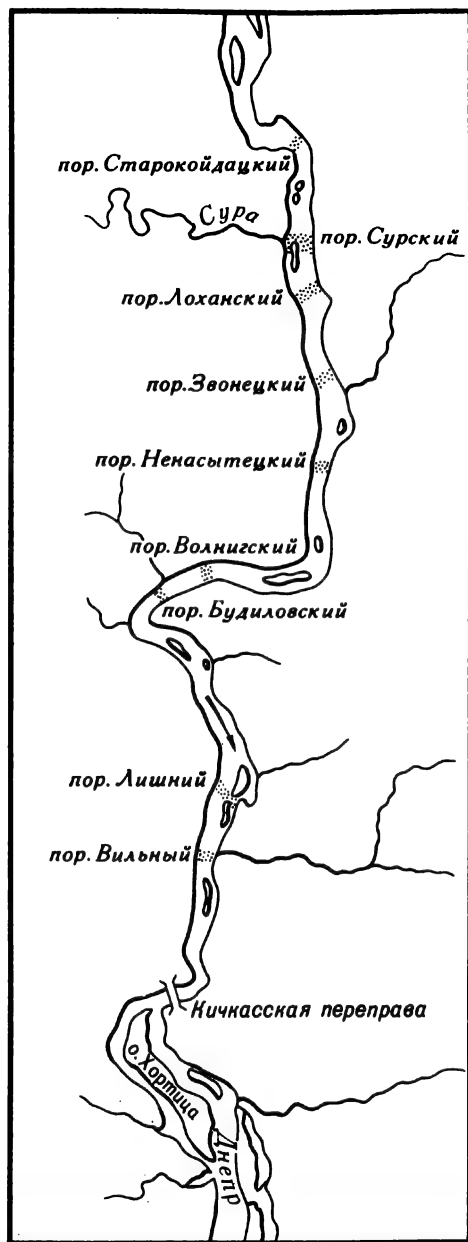 пор. Старокойдацкий
Сура
пор. Сурский
пор. Лоханский
пор. Звонецкий
пор. Ненасытецкий
пор. Волнигский
пор. Будиловский
пор. Лишний
пор. Вильный
Кичкасская переправа
о. Хортица
Днепр